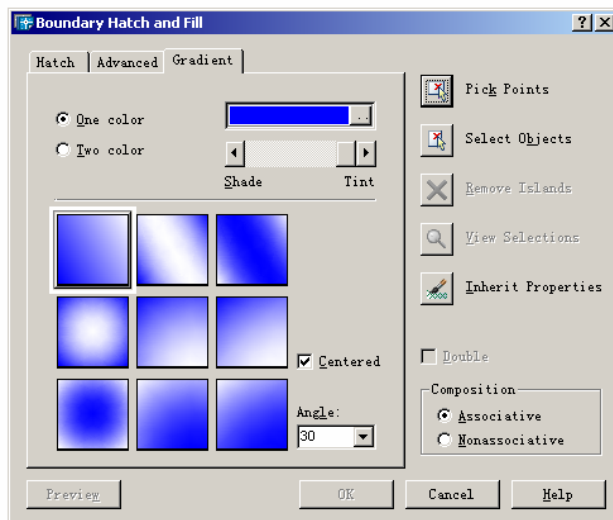 Boundary Hatch and Fill
Hatch
Advanced
Gradient
One color
..
Two color
Shade
Tint
Centered
Angle:
30
Pick Points
Select Objects
Remove Islands
View Selections
Inherit Properties
Double
Composition
Associative
Nonassociative
Preview
OK
Cancel
Help